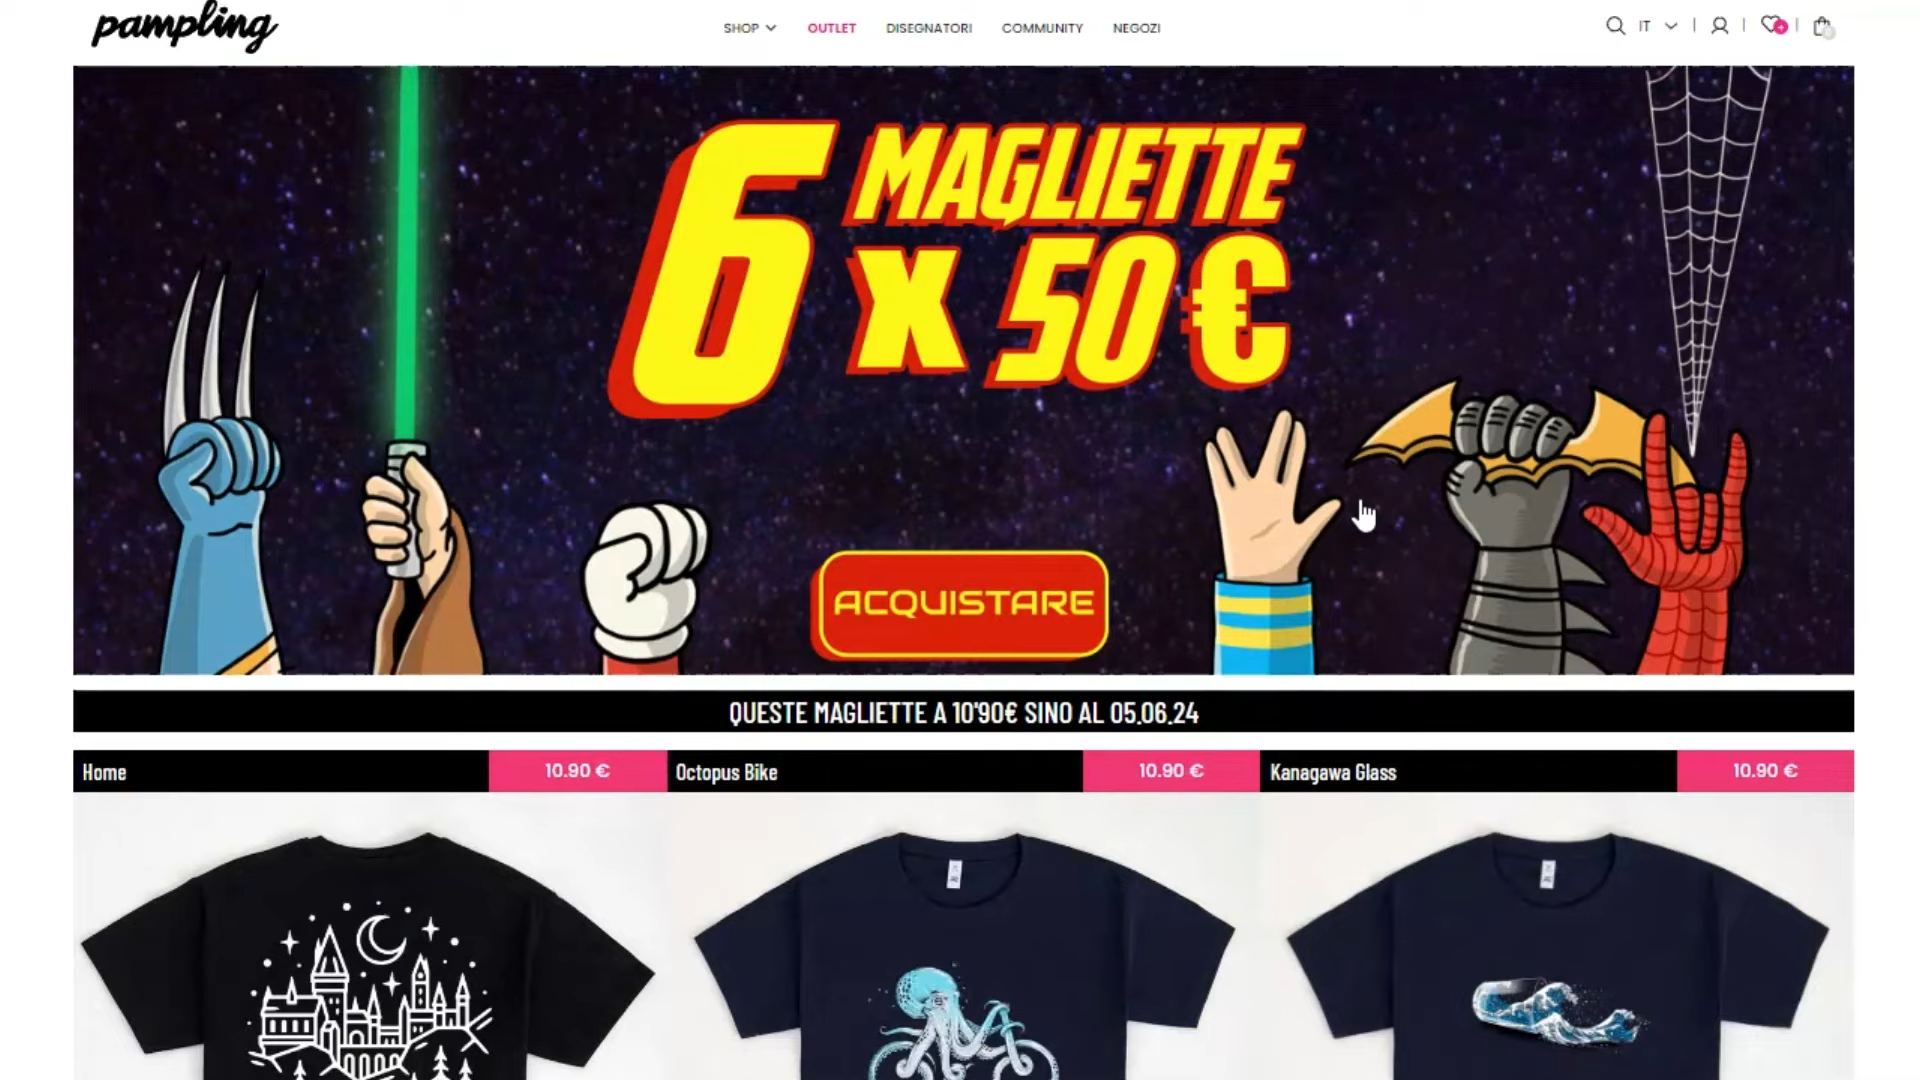 pampling
SHOP
OUTLET
DISEGNATORI
COMMUNITY
NEGOZI
IT
6 MAGLIETTE
x 50€
ACQUISTARE
QUESTE MAGLIETTE A 10'90€ SINO AL 05.06.24
Home
10.90 €
Octopus Bike
10.90 €
Kanagawa Glass
10.90 €